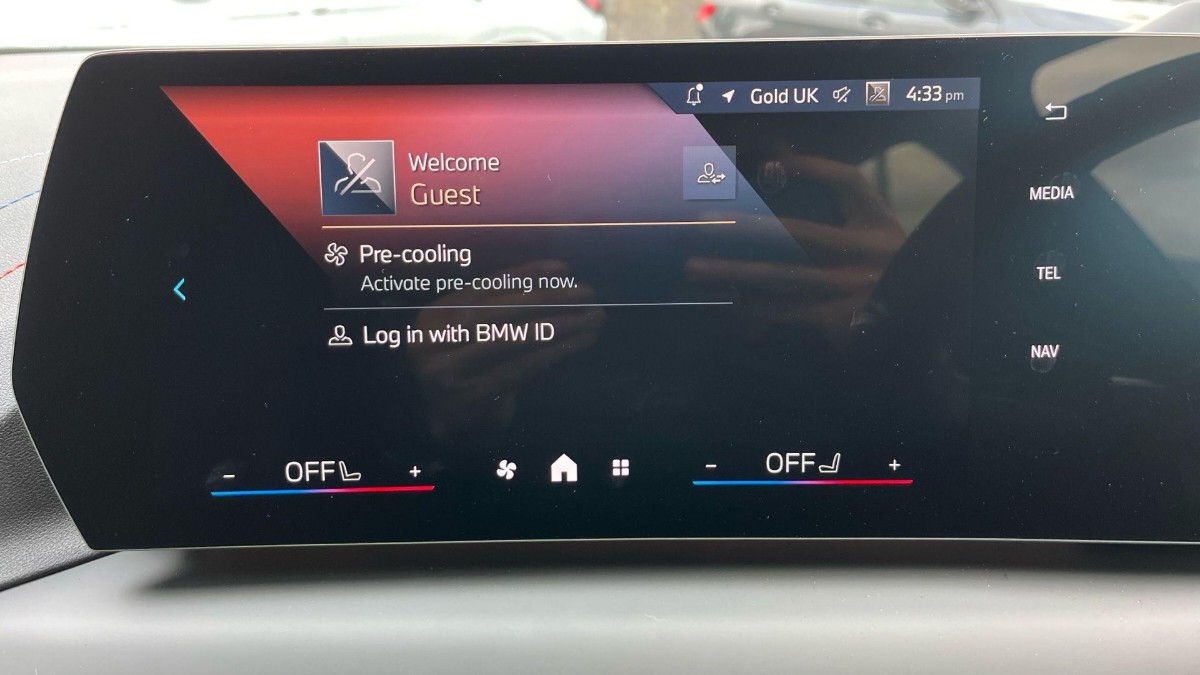 Gold UK 4:33 pm
Welcome
Guest
Pre-cooling
Activate pre-cooling now.
Log in with BMW ID
MEDIA
TEL
NAV
- OFF +
- OFF +